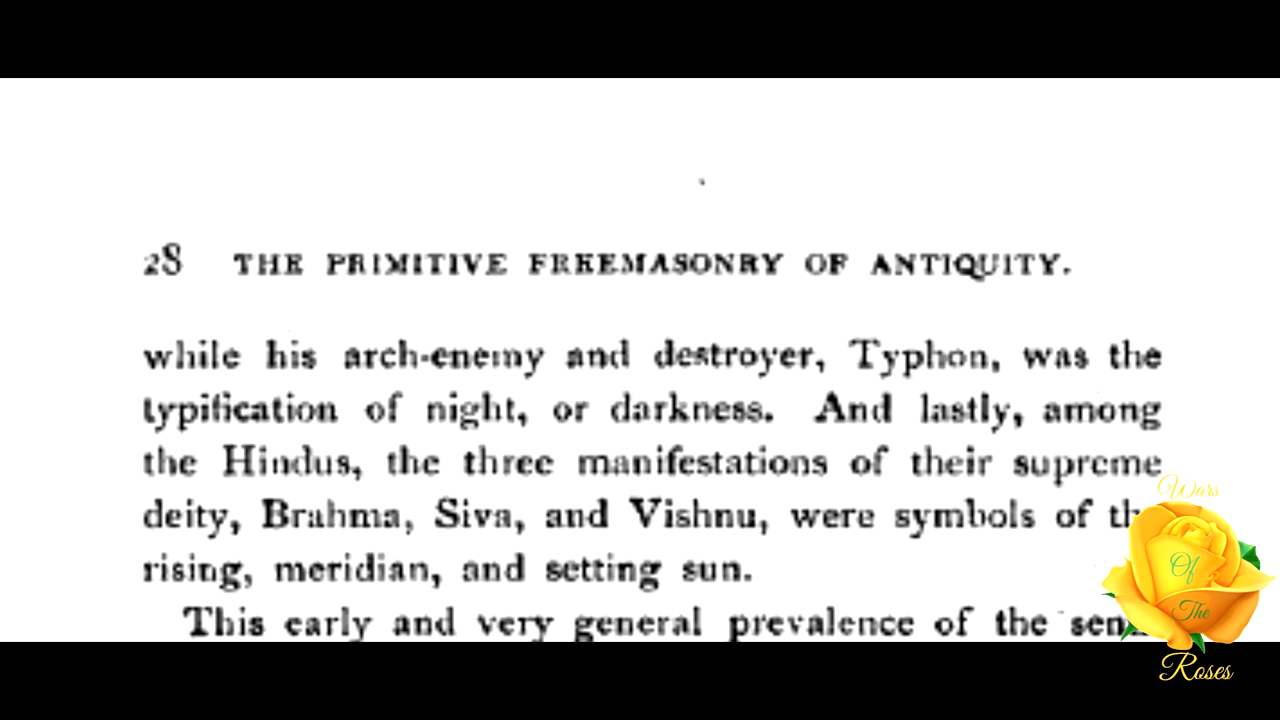 28 THE PRIMITIVE FREEMASONRY OF ANTIQUITY.
while his arch-enemy and destroyer, Typhon, was the
typification of night, or darkness. And lastly, among
the Hindus, the three manifestations of their supreme
deity, Brahma, Siva, and Vishnu, were symbols of
rising, meridian, and setting sun.
This early and very general prevalence of the
Wars
Of
The
Roses